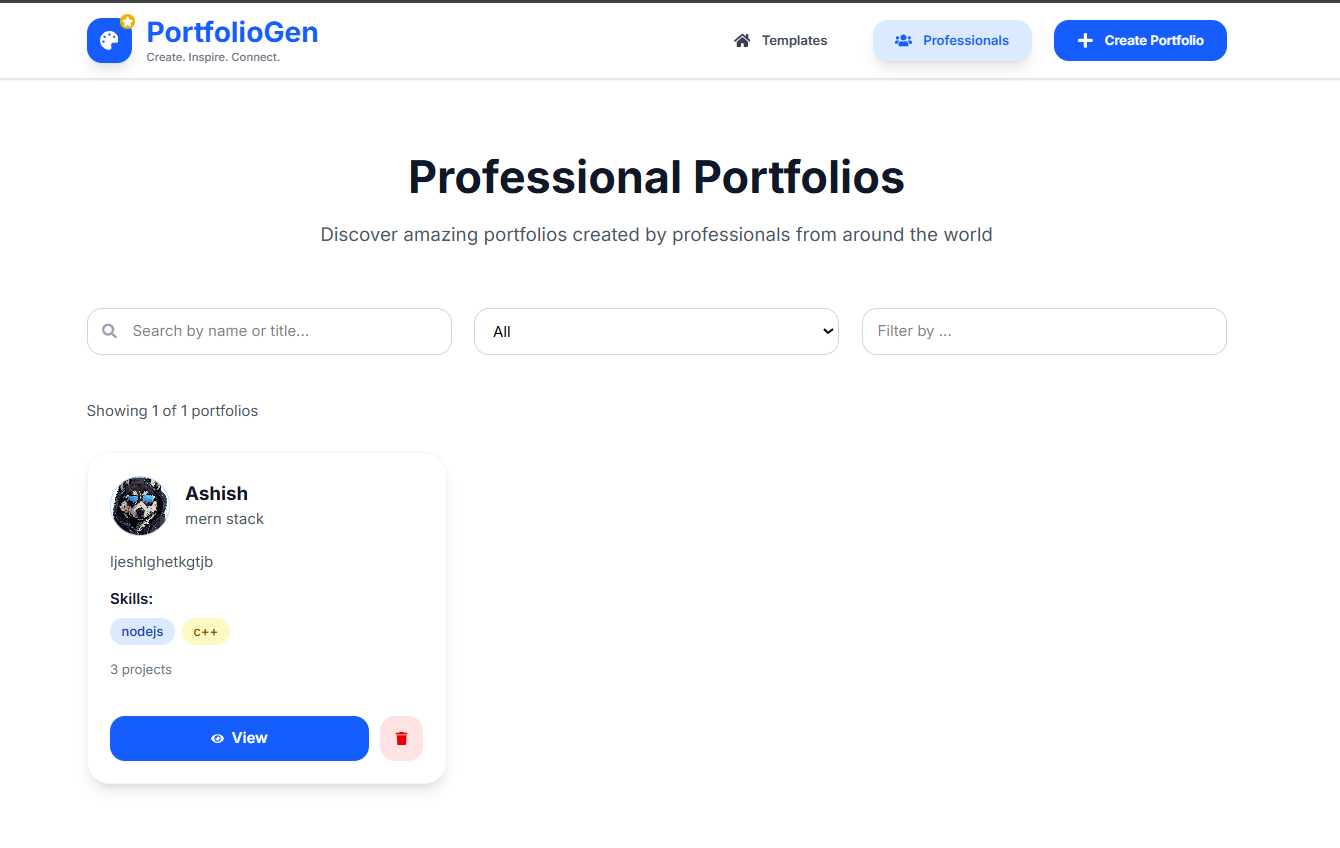 PortfolioGen
Create. Inspire. Connect.
Templates
Professionals
Create Portfolio
Professional Portfolios
Discover amazing portfolios created by professionals from around the world
Search by name or title...
All
Filter by ...
Showing 1 of 1 portfolios
Ashish
mern stack
ljeshlghetkgtjb
Skills:
nodejs
c++
3 projects
View